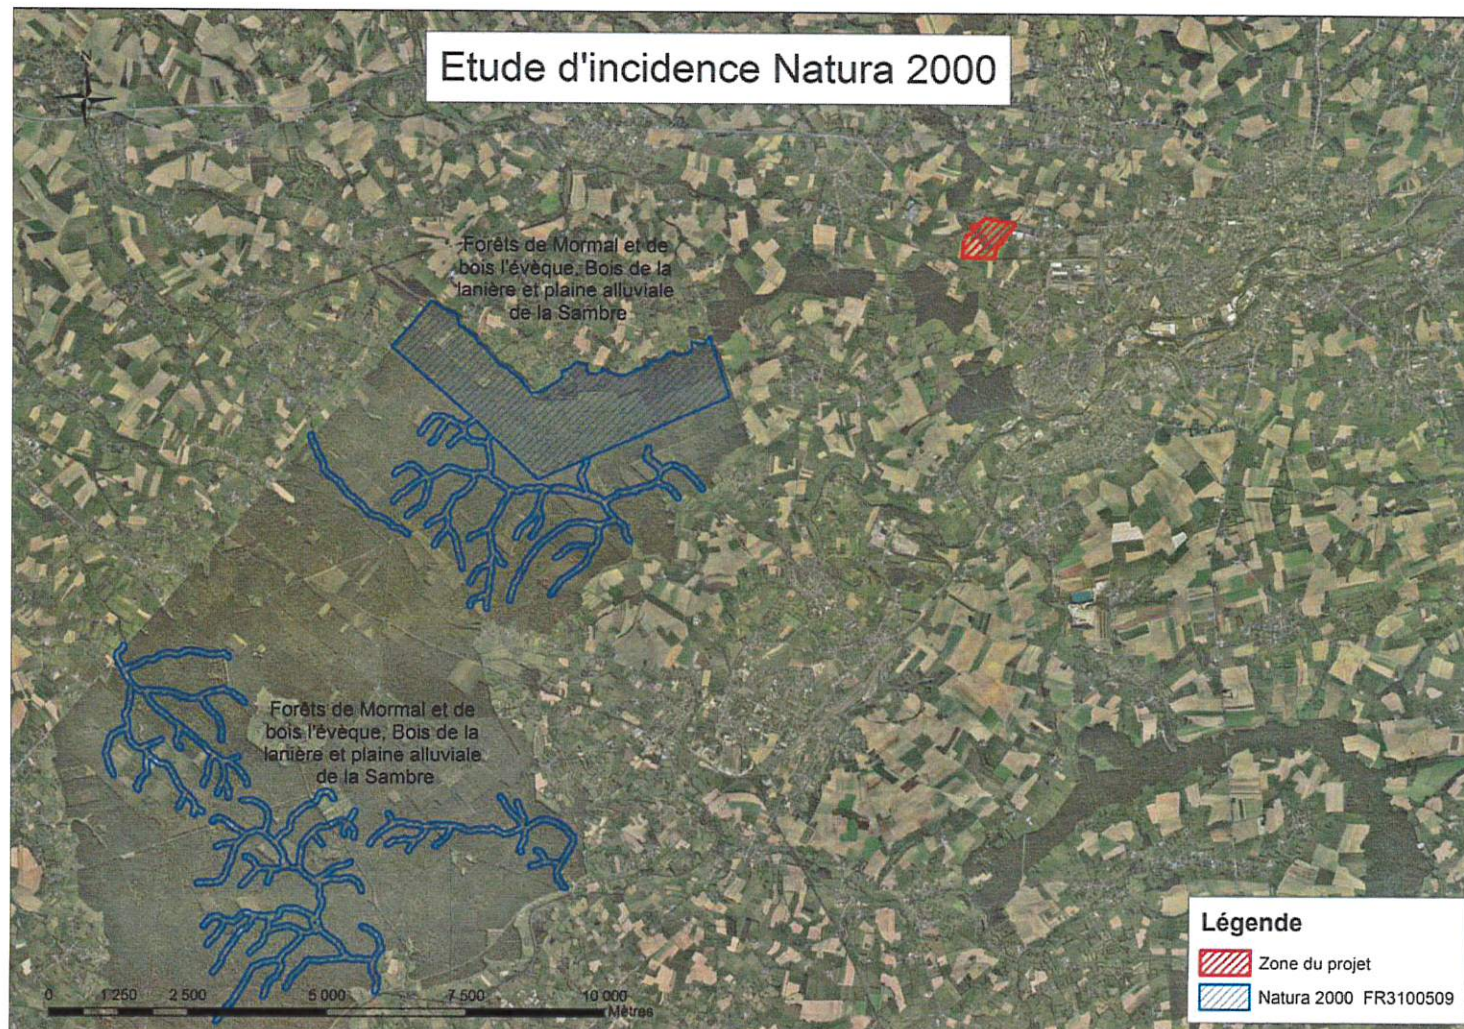 Etude d'incidence Natura 2000
N
Forêts de Mormal et de
bois l'évèque, Bois de la
lanière et plaine alluviale
de la Sambre
Forêts de Mormal et de
bois l'évèque, Bois de la
lanière et plaine alluviale
de la Sambre
0 1 250 2 500 5 000 7 500 10 000
Mètres
Légende
Zone du projet
Natura 2000 FR3100509